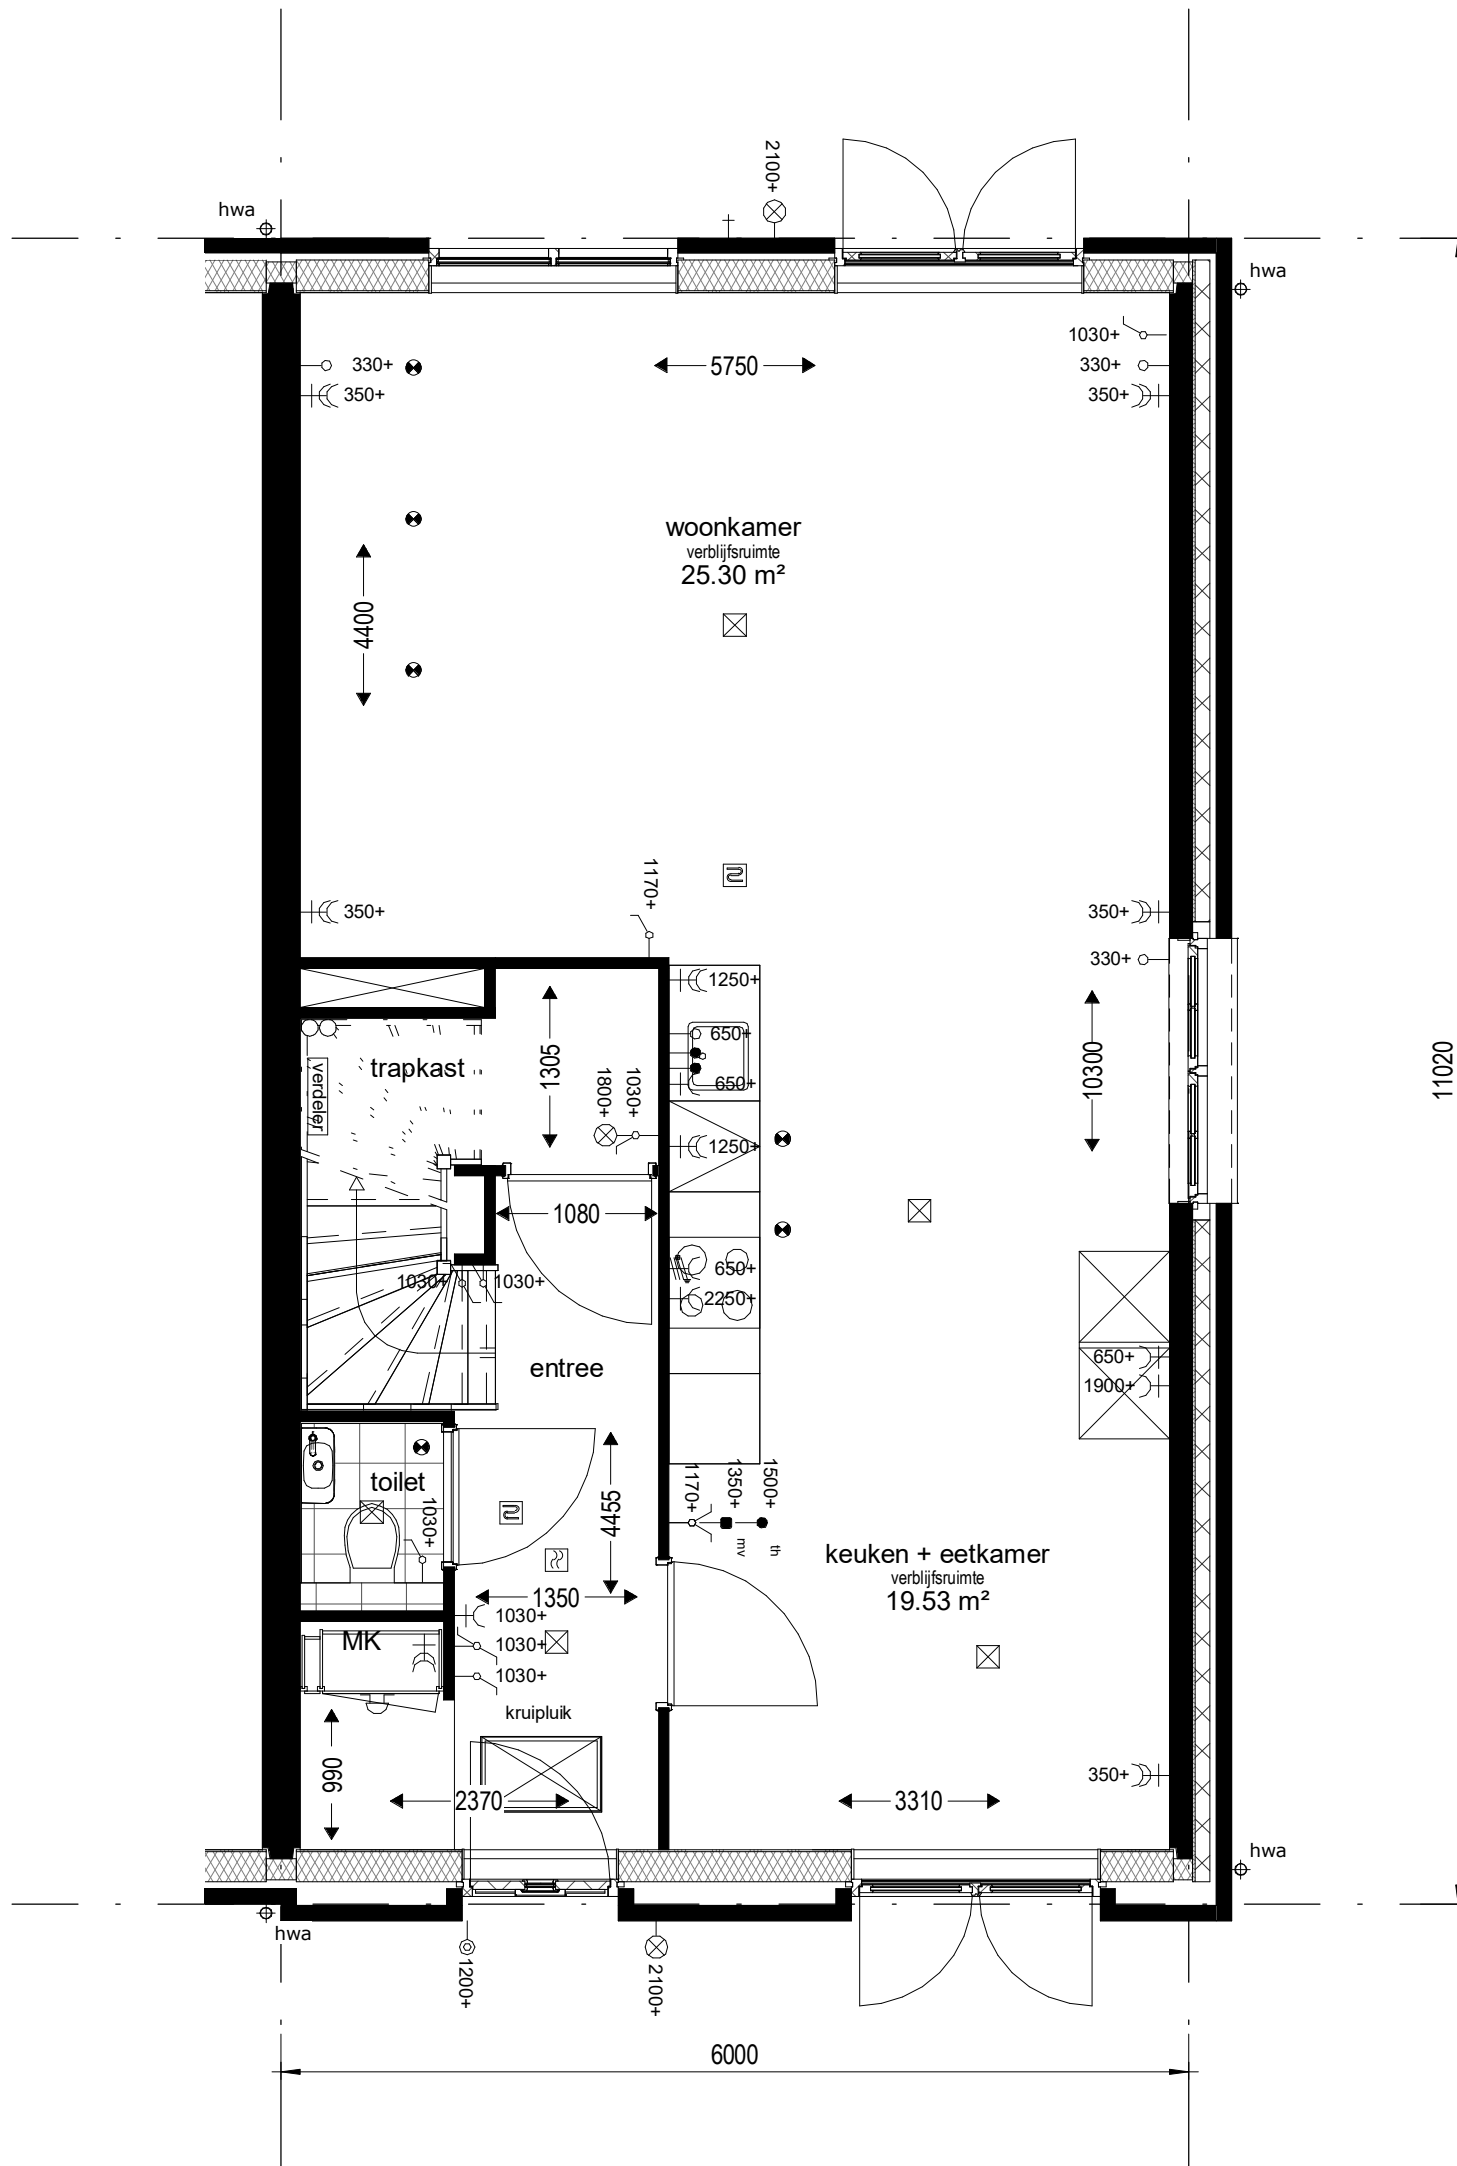 2100+
hwa
hwa
1030+
330+
5750
330+
350+
350+
woonkamer
verblijfsruimte
25.30 m²
4400
1170+
350+
350+
330+
1250+
650+
1305
10300
11020
trapkast
verdeler
1800+
1030+
650+
1250+
1080
650+
1030+
1030+
2250+
entree
650+
1900+
toilet
1030+
4455
1170+
1350+
1500+
mv
th
keuken + eetkamer
verblijfsruimte
19.53 m²
1350
1030+
MK
1030+
1030+
kruipluik
990
2370
3310
350+
hwa
hwa
1200+
2100+
6000